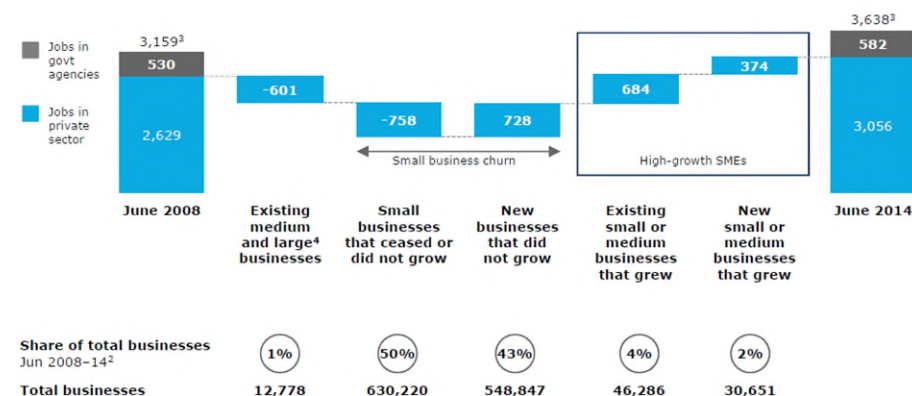 Jobs in
govt
agencies
Jobs in
private
sector
3,159³
530
2,629
-601
-758
728
Small business churn
684
374
High-growth SMEs
3,638³
582
3,056
June 2008
Existing
medium
and large⁴
businesses
Small
businesses
that ceased or
did not grow
New
businesses
that did
not grow
Existing
small or
medium
businesses
that grew
New
small or
medium
businesses
that grew
June 2014
Share of total businesses
Jun 2008–14²
1%
50%
43%
4%
2%
Total businesses
12,778
630,220
548,847
46,286
30,651